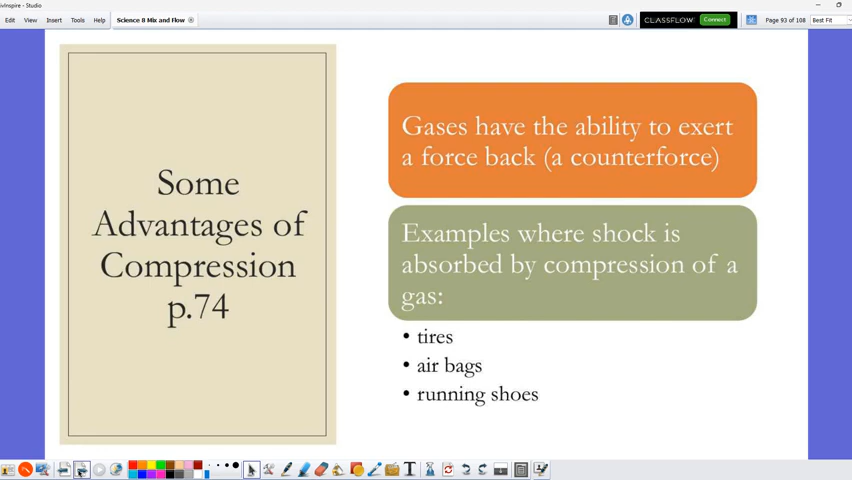 ivInspire - Studio
Edit View Insert Tools Help
Science 8 Mix and Flow
CLASSFLOW Connect
Page 93 of 108
Best Fit
Some
Advantages of
Compression
p.74
Gases have the ability to exert
a force back (a counterforce)
Examples where shock is
absorbed by compression of a
gas:
• tires
• air bags
• running shoes